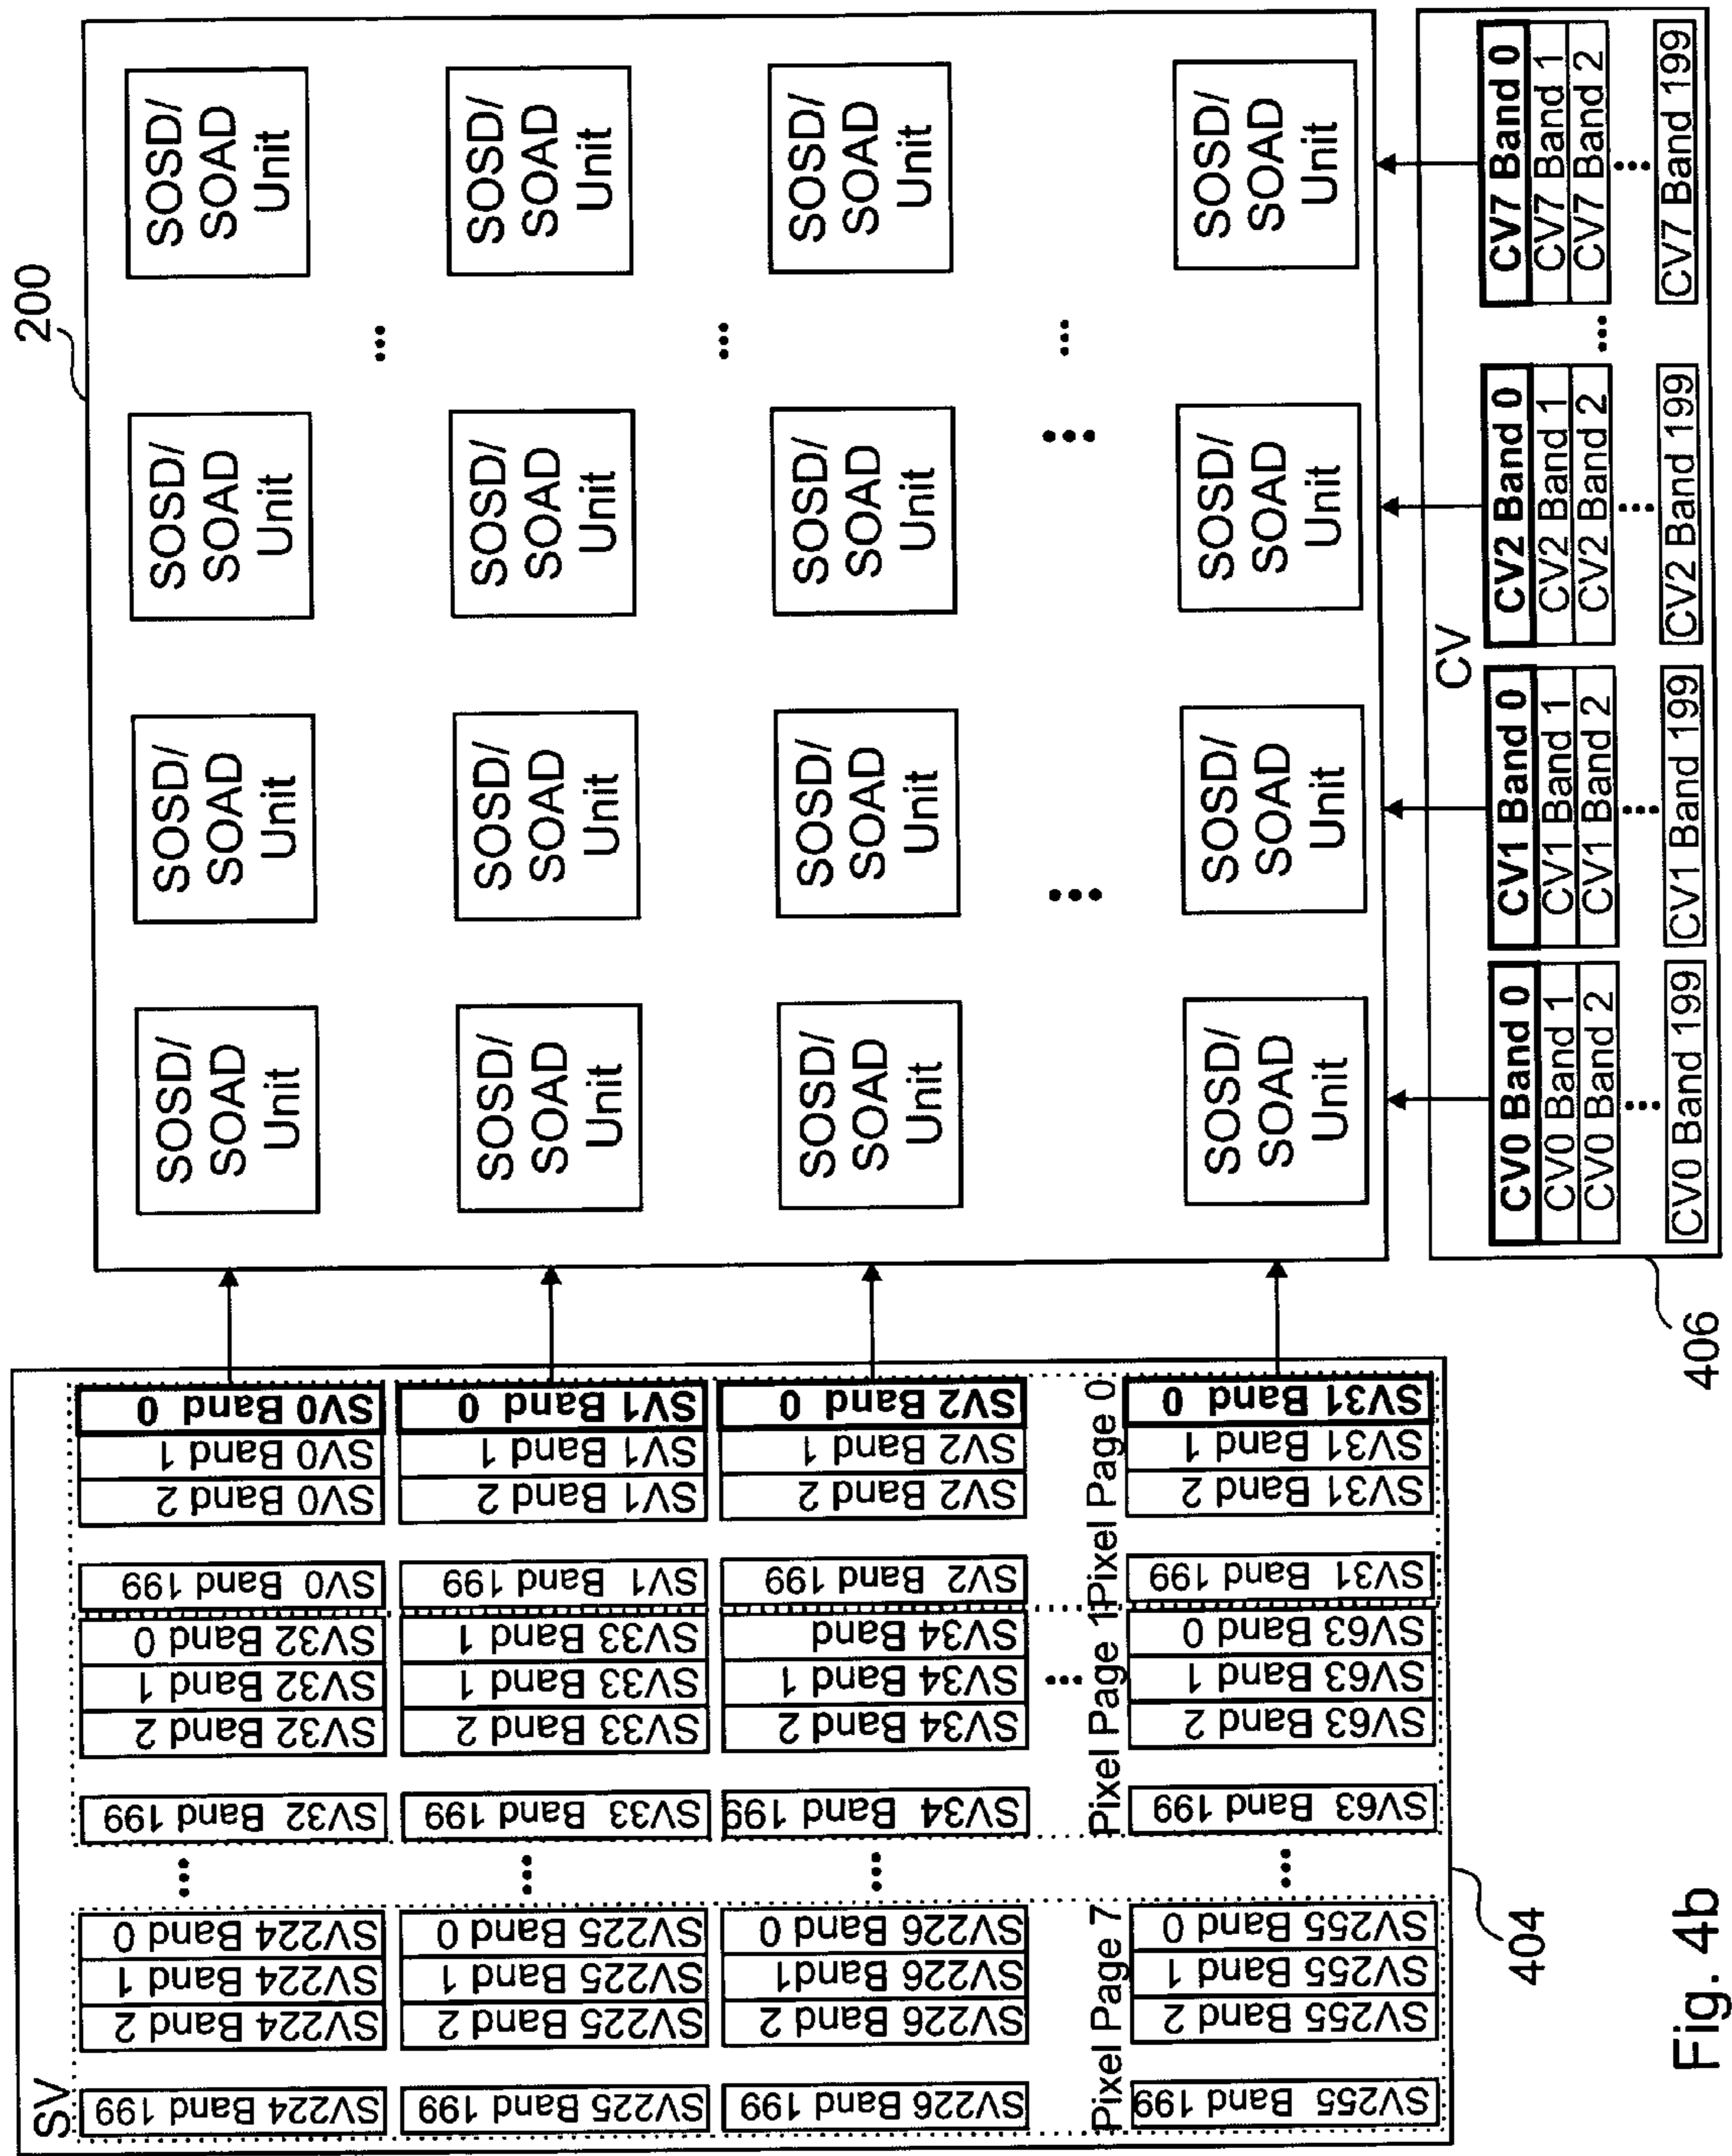 SV
SV224 Band 199
SV224 Band 2
SV224 Band 1
SV224 Band 0
...
SV32 Band 199
SV32 Band 2
SV32 Band 1
SV32 Band 0
SV0 Band 199
SV0 Band 2
SV0 Band 1
SV0 Band 0
SV225 Band 199
SV225 Band 2
SV225 Band 1
SV225 Band 0
...
SV33 Band 199
SV33 Band 2
SV33 Band 1
SV33 Band 1
SV1 Band 199
SV1 Band 2
SV1 Band 1
SV1 Band 0
SV226 Band 199
SV226 Band 2
SV226 Band1
SV226 Band 0
...
SV34 Band 199
SV34 Band 2
SV34 Band 1
SV34 Band
SV2 Band 199
SV2 Band 2
SV2 Band 1
SV2 Band 0
...
Pixel Page 7
Pixel Page 1
Pixel Page 0
SV255 Band 199
SV255 Band 2
SV255 Band 1
SV255 Band 0
...
SV63 Band 199
SV63 Band 2
SV63 Band 1
SV63 Band 0
SV31 Band 199
SV31 Band 2
SV31 Band 1
SV31 Band 0
404
200
SOSD/
SOAD
Unit
SOSD/
SOAD
Unit
SOSD/
SOAD
Unit
...
SOSD/
SOAD
Unit
SOSD/
SOAD
Unit
SOSD/
SOAD
Unit
SOSD/
SOAD
Unit
...
SOSD/
SOAD
Unit
SOSD/
SOAD
Unit
SOSD/
SOAD
Unit
SOSD/
SOAD
Unit
...
SOSD/
SOAD
Unit
...
...
SOSD/
SOAD
Unit
SOSD/
SOAD
Unit
SOSD/
SOAD
Unit
SOSD/
SOAD
Unit
CV
CV0 Band 0
CV0 Band 1
CV0 Band 2
...
CV0 Band 199
CV1 Band 0
CV1 Band 1
CV1 Band 2
...
CV1 Band 199
CV2 Band 0
CV2 Band 1
CV2 Band 2
...
CV2 Band 199
...
CV7 Band 0
CV7 Band 1
CV7 Band 2
...
CV7 Band 199
406
Fig. 4b